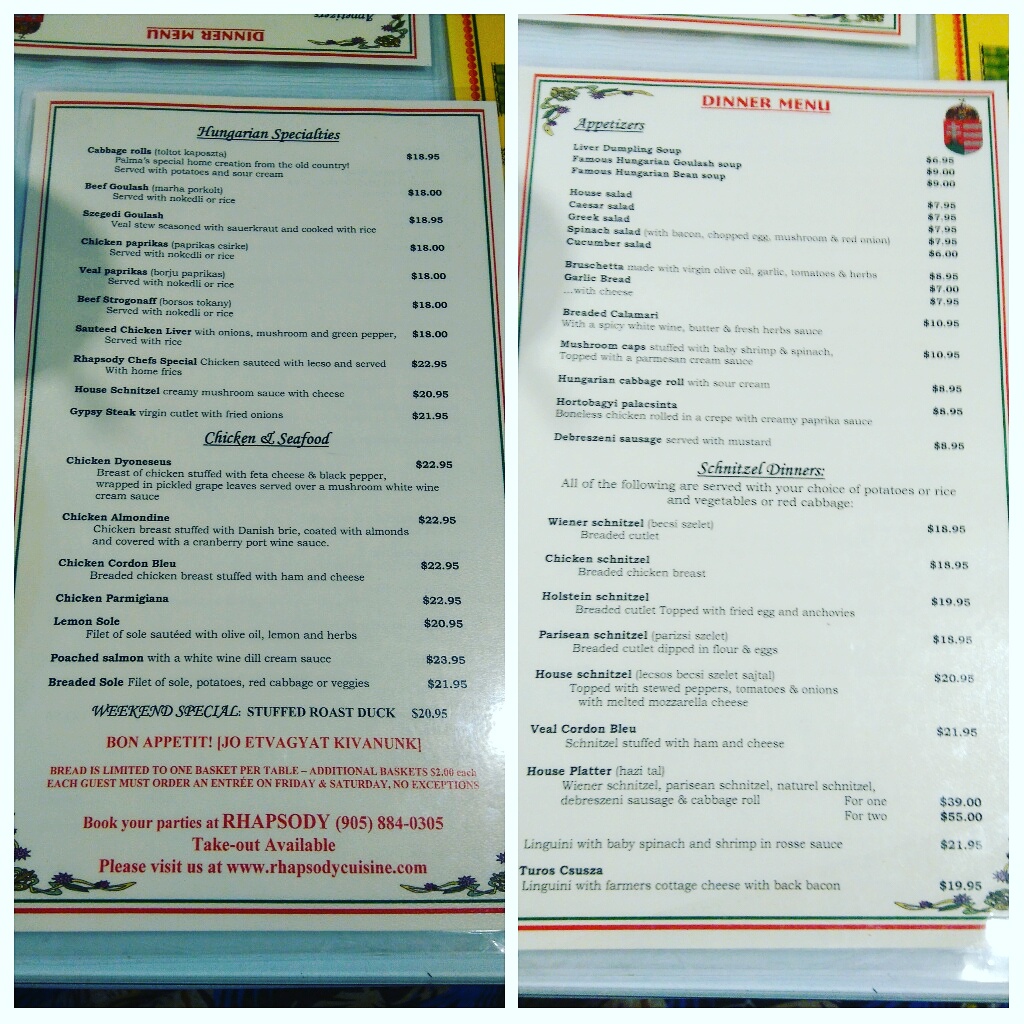 Appetizers
DINNER MENU
Hungarian Specialties
Cabbage rolls (toltot kaposzta) $18.95
Palma's special home creation from the old country!
Served with potatoes and sour cream
Beef Goulash (marha porkolt) $18.00
Served with nokedli or rice
Szegedi Goulash $18.95
Veal stew seasoned with sauerkraut and cooked with rice
Chicken paprikas (paprikas csirke) $18.00
Served with nokedli or rice
Veal paprikas (borju paprikas) $18.00
Served with nokedli or rice
Beef Strogonaff (borsos tokany) $18.00
Served with nokedli or rice
Sauteed Chicken Liver with onions, mushroom and green pepper, $18.00
Served with rice
Rhapsody Chefs Special Chicken sauteed with lecso and served $22.95
With home fries
House Schnitzel creamy mushroom sauce with cheese $20.95
Gypsy Steak virgin cutlet with fried onions $21.95
Chicken & Seafood
Chicken Dyoneseus $22.95
Breast of chicken stuffed with feta cheese & black pepper,
wrapped in pickled grape leaves served over a mushroom white wine
cream sauce
Chicken Almondine $22.95
Chicken breast stuffed with Danish brie, coated with almonds
and covered with a cranberry port wine sauce.
Chicken Cordon Bleu $22.95
Breaded chicken breast stuffed with ham and cheese
Chicken Parmigiana $22.95
Lemon Sole $20.95
Filet of sole sautéed with olive oil, lemon and herbs
Poached salmon with a white wine dill cream sauce $23.95
Breaded Sole Filet of sole, potatoes, red cabbage or veggies $21.95
WEEKEND SPECIAL: STUFFED ROAST DUCK $20.95
BON APPETIT! [JO ETVAGYAT KIVANUNK]
BREAD IS LIMITED TO ONE BASKET PER TABLE – ADDITIONAL BASKETS $2.00 each
EACH GUEST MUST ORDER AN ENTRÉE ON FRIDAY & SATURDAY, NO EXCEPTIONS
Book your parties at RHAPSODY (905) 884-0305
Take-out Available
Please visit us at www.rhapsodycuisine.com
DINNER MENU
Appetizers
Liver Dumpling Soup $6.95
Famous Hungarian Goulash soup $9.00
Famous Hungarian Bean soup $9.00
House salad $7.95
Caesar salad $7.95
Greek salad $7.95
Spinach salad (with bacon, chopped egg, mushroom & red onion) $7.95
Cucumber salad $6.00
Bruschetta made with virgin olive oil, garlic, tomatoes & herbs $8.95
Garlic Bread $7.00
...with cheese $7.95
Breaded Calamari $10.95
With a spicy white wine, butter & fresh herbs sauce
Mushroom caps stuffed with baby shrimp & spinach, $10.95
Topped with a parmesan cream sauce
Hungarian cabbage roll with sour cream $8.95
Hortobagyi palacsinta $8.95
Boneless chicken rolled in a crepe with creamy paprika sauce
Debreszeni sausage served with mustard $8.95
Schnitzel Dinners:
All of the following are served with your choice of potatoes or rice
and vegetables or red cabbage:
Wiener schnitzel (becsi szelet) $18.95
Breaded cutlet
Chicken schnitzel $18.95
Breaded chicken breast
Holstein schnitzel $19.95
Breaded cutlet Topped with fried egg and anchovies
Parisean schnitzel (parizsi szelet) $18.95
Breaded cutlet dipped in flour & eggs
House schnitzel (lecsos becsi szelet sajtal) $20.95
Topped with stewed peppers, tomatoes & onions
with melted mozzarella cheese
Veal Cordon Bleu $21.95
Schnitzel stuffed with ham and cheese
House Platter (hazi tal)
Wiener schnitzel, parisean schnitzel, naturel schnitzel,
debreszeni sausage & cabbage roll For one $39.00
For two $55.00
Linguini with baby spinach and shrimp in rosse sauce $21.95
Turos Csusza
Linguini with farmers cottage cheese with back bacon $19.95